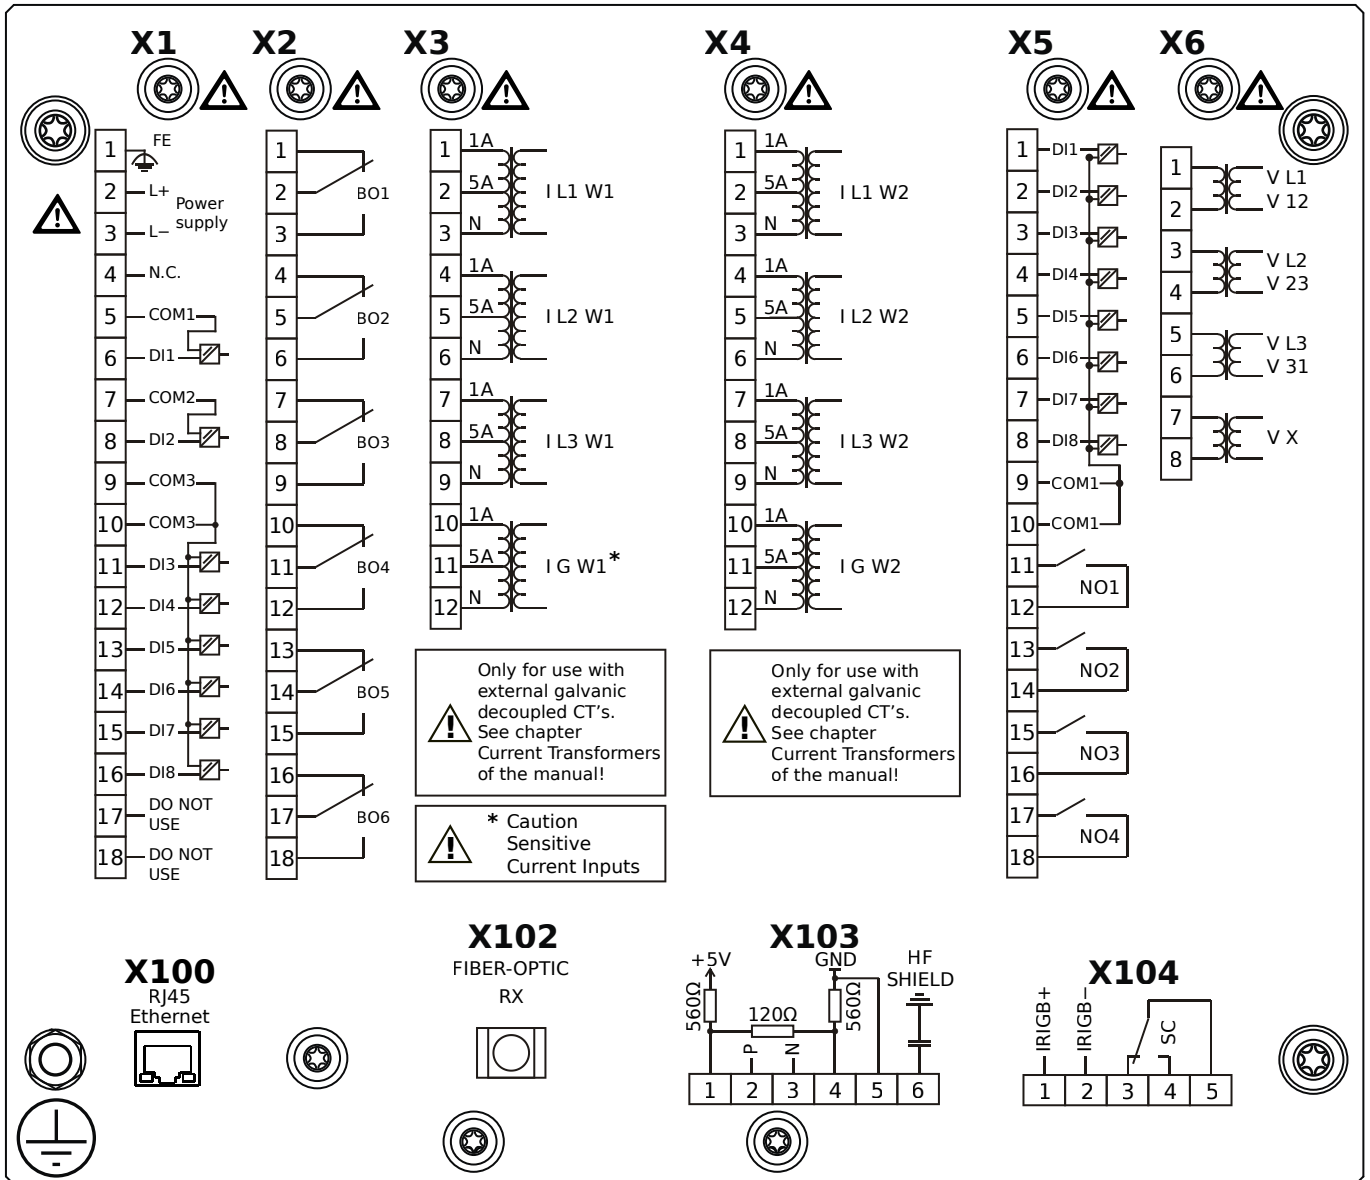 X1
1 FE
2 L+ Power
supply
3 L−
4 N.C.
5 COM1
6 DI1
7 COM2
8 DI2
9 COM3
10 COM3
11 DI3
12 DI4
13 DI5
14 DI6
15 DI7
16 DI8
17 DO NOT
USE
18 DO NOT
USE
X2
1
2 BO1
3
4
5 BO2
6
7
8 BO3
9
10
11 BO4
12
13
14 BO5
15
16
17 BO6
18
X3
1 1A
2 5A I L1 W1
3 N
4 1A
5 5A I L2 W1
6 N
7 1A
8 5A I L3 W1
9 N
10 1A
11 5A I G W1*
12 N
Only for use with
external galvanic
decoupled CT's.
See chapter
Current Transformers
of the manual!
* Caution
Sensitive
Current Inputs
X4
1 1A
2 5A I L1 W2
3 N
4 1A
5 5A I L2 W2
6 N
7 1A
8 5A I L3 W2
9 N
10 1A
11 5A I G W2
12 N
Only for use with
external galvanic
decoupled CT's.
See chapter
Current Transformers
of the manual!
X5
1 DI1
2 DI2
3 DI3
4 DI4
5 DI5
6 DI6
7 DI7
8 DI8
9 COM1
10 COM1
11
NO1
12
13
NO2
14
15
NO3
16
17
NO4
18
X6
1 V L1
2 V 12
3 V L2
4 V 23
5 V L3
6 V 31
7
V X
8
X100
RJ45
Ethernet
X102
FIBER-OPTIC
RX
X103
+5V GND HF
SHIELD
560Ω 120Ω 560Ω
P N
1 2 3 4 5 6
X104
IRIGB+ IRIGB− SC
1 2 3 4 5